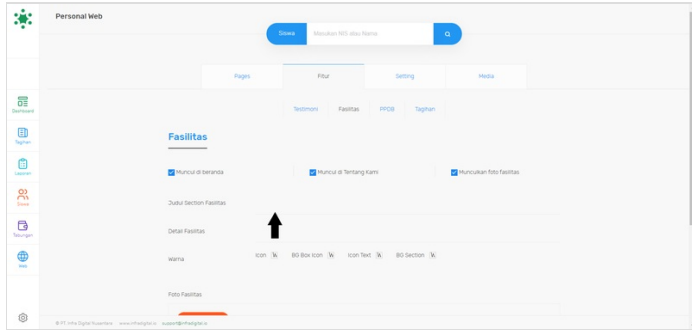 Personal Web
Siswa Masukan NIS atau Nama
Pages Fitur Setting Media
Testimoni Fasilitas PPDB Tagihan
Dashboard
Tagihan
Laporan
Siswa
Tabungan
Web
Fasilitas
Muncul di beranda Muncul di Tentang Kami Munculkan foto fasilitas
Judul Section Fasilitas
Detail Fasilitas
Warna Icon BG Box Icon Icon Text BG Section
Foto Fasilitas
© PT. Infra Digital Nusantara www.infradigital.io support@infradigital.io